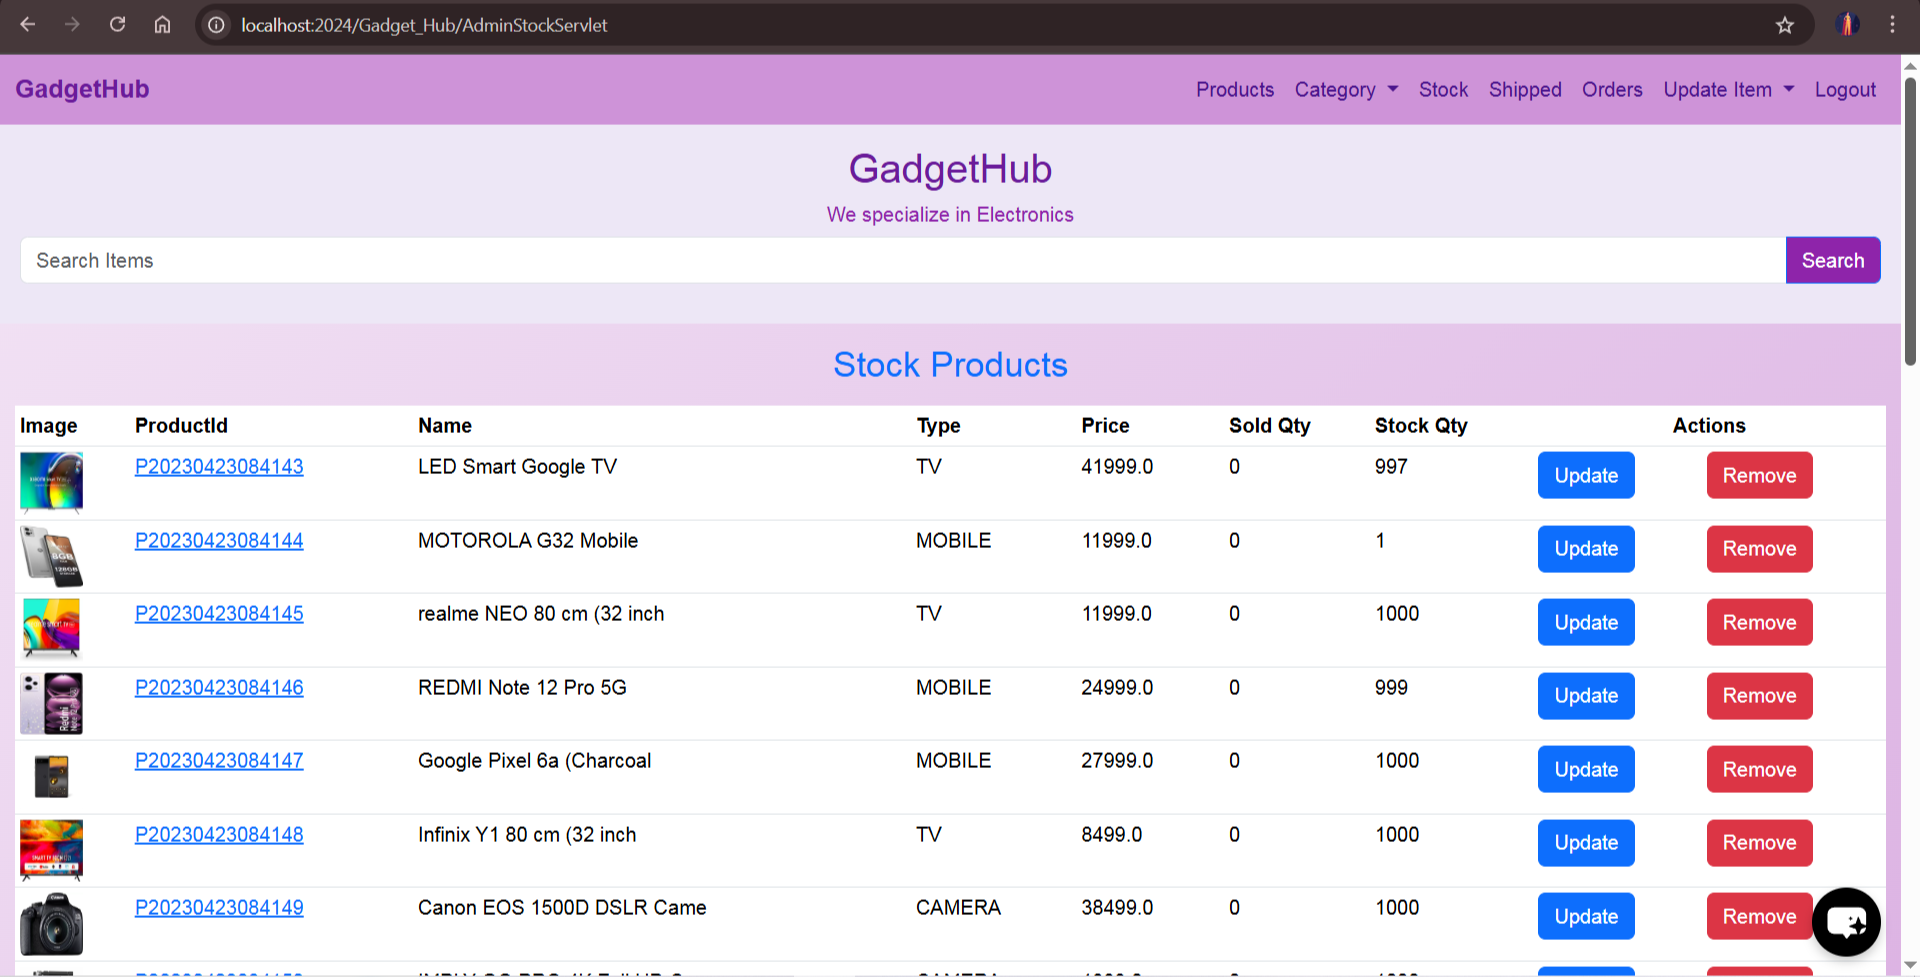 localhost:2024/Gadget_Hub/AdminStockServlet
GadgetHub Products Category Stock Shipped Orders Update Item Logout
GadgetHub
We specialize in Electronics
Search Items Search
Stock Products
Image ProductId Name Type Price Sold Qty Stock Qty Actions
P20230423084143 LED Smart Google TV TV 41999.0 0 997 Update Remove
P20230423084144 MOTOROLA G32 Mobile MOBILE 11999.0 0 1 Update Remove
P20230423084145 realme NEO 80 cm (32 inch TV 11999.0 0 1000 Update Remove
P20230423084146 REDMI Note 12 Pro 5G MOBILE 24999.0 0 999 Update Remove
P20230423084147 Google Pixel 6a (Charcoal MOBILE 27999.0 0 1000 Update Remove
P20230423084148 Infinix Y1 80 cm (32 inch TV 8499.0 0 1000 Update Remove
P20230423084149 Canon EOS 1500D DSLR Came CAMERA 38499.0 0 1000 Update Remove